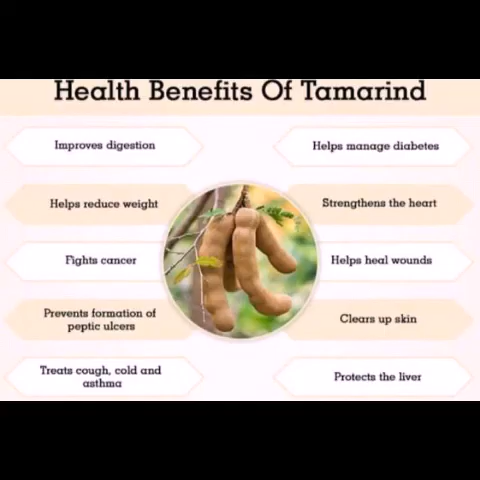 Health Benefits Of Tamarind
Improves digestion
Helps manage diabetes
Helps reduce weight
Strengthens the heart
Fights cancer
Helps heal wounds
Prevents formation of
peptic ulcers
Clears up skin
Treats cough, cold and
asthma
Protects the liver